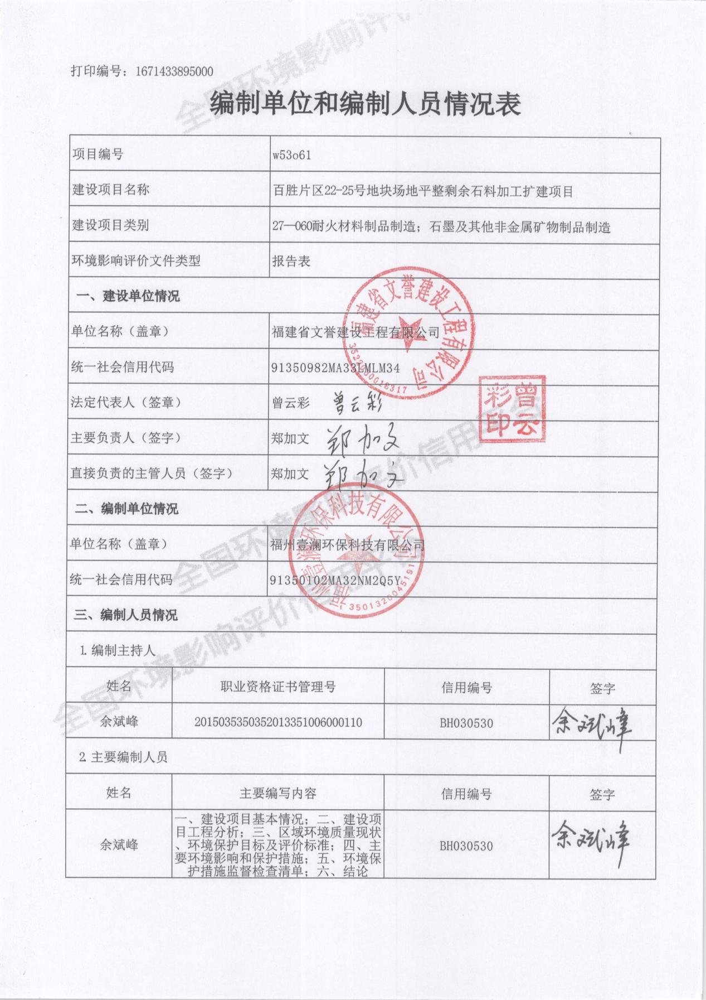 打印编号：1671433895000
编制单位和编制人员情况表
项目编号 w53o61
建设项目名称 百胜片区22-25号地块场地平整剩余石料加工扩建项目
建设项目类别 27—060耐火材料制品制造；石墨及其他非金属矿物制品制造
环境影响评价文件类型 报告表
一、建设单位情况
单位名称（盖章） 福建省文誉建设工程有限公司
统一社会信用代码 91350982MA33LMLM34
法定代表人（签章） 曾云彩 曾云彩
主要负责人（签字） 郑加文 郑加文
直接负责的主管人员（签字） 郑加文 郑加文
福建省文誉建设工程有限公司
曾云彩印
二、编制单位情况
单位名称（盖章） 福州壹澜环保科技有限公司
统一社会信用代码 91350102MA32NM2Q5Y
福州壹澜环保科技有限公司
3501320045191
三、编制人员情况
1.编制主持人
姓名 职业资格证书管理号 信用编号 签字
余斌峰 2015035350352013351006000110 BH030530 余斌峰
2.主要编制人员
姓名 主要编写内容 信用编号 签字
余斌峰 一、建设项目基本情况；二、建设项
目工程分析；三、区域环境质量现状
、环境保护目标及评价标准；四、主
要环境影响和保护措施；五、环境保
护措施监督检查清单；六、结论
BH030530 余斌峰
全国环境影响评价信用平台
全国环境影响评价信用平台
全国环境影响评价